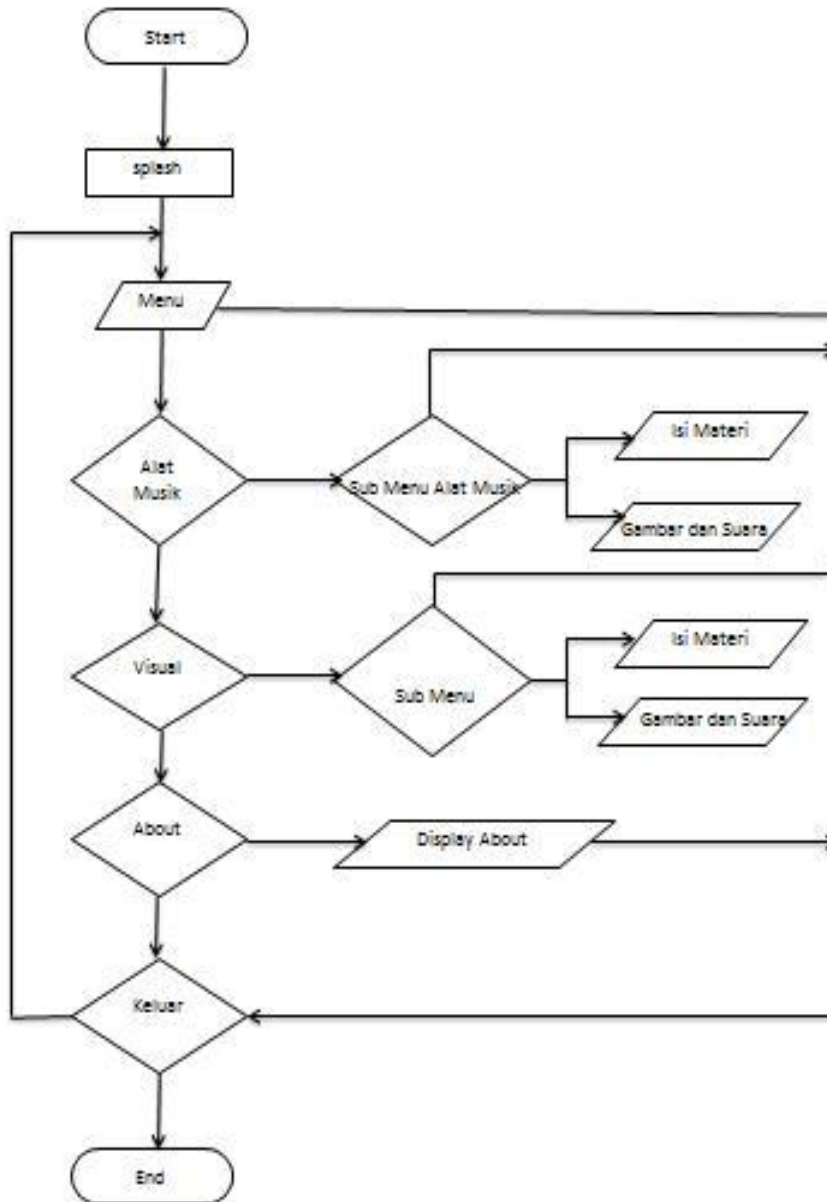 Start
splash
Menu
Alat
Musik
Sub Menu Alat Musik
Isi Materi
Gambar dan Suara
Visual
Sub Menu
Isi Materi
Gambar dan Suara
About
Display About
Keluar
End